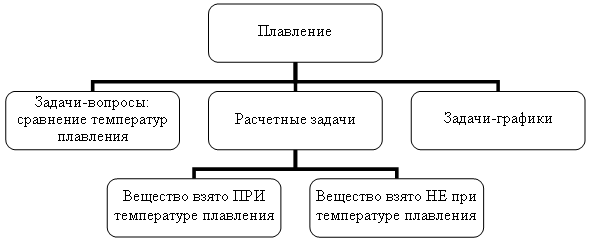 Плавление
Задачи-вопросы:
сравнение температур
плавления
Расчетные задачи
Задачи-графики
Вещество взято ПРИ
температуре плавления
Вещество взято НЕ при
температуре плавления